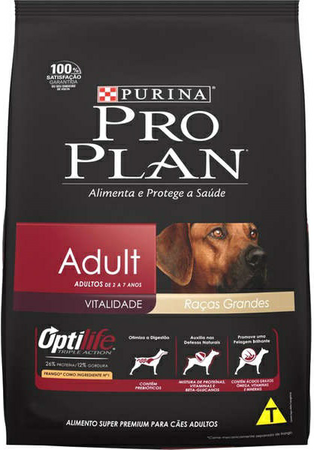 100%
SATISFAÇÃO
GARANTIDA
PURINA
PRO
PLAN
Alimenta e Protege a Saúde
Adult
ADULTOS DE 2 A 7 ANOS
VITALIDADE
Raças Grandes
Optilife
TRIPLE ACTION
26% PROTEÍNA| 12% GORDURA
FRANGO* COMO INGREDIENTE Nº1
Otimiza a Digestão
CONTÉM
PREBIÓTICOS
Auxilia nas
Defesas Naturais
MISTURA DE PROTEÍNAS,
VITAMINAS E
BETA-GLUCANOS
Promove uma
Pelagem Brilhante
CONTÉM ÁCIDOS GRAXOS
ÔMEGA, VITAMINAS
E MINERAIS
ALIMENTO SUPER PREMIUM PARA CÃES ADULTOS
T